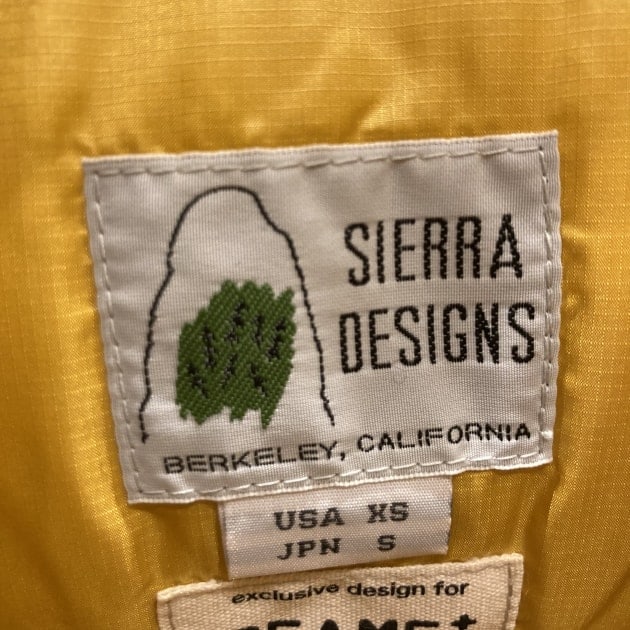 SIERRA
DESIGNS
BERKELEY, CALIFORNIA
USA XS
JPN S
exclusive design for